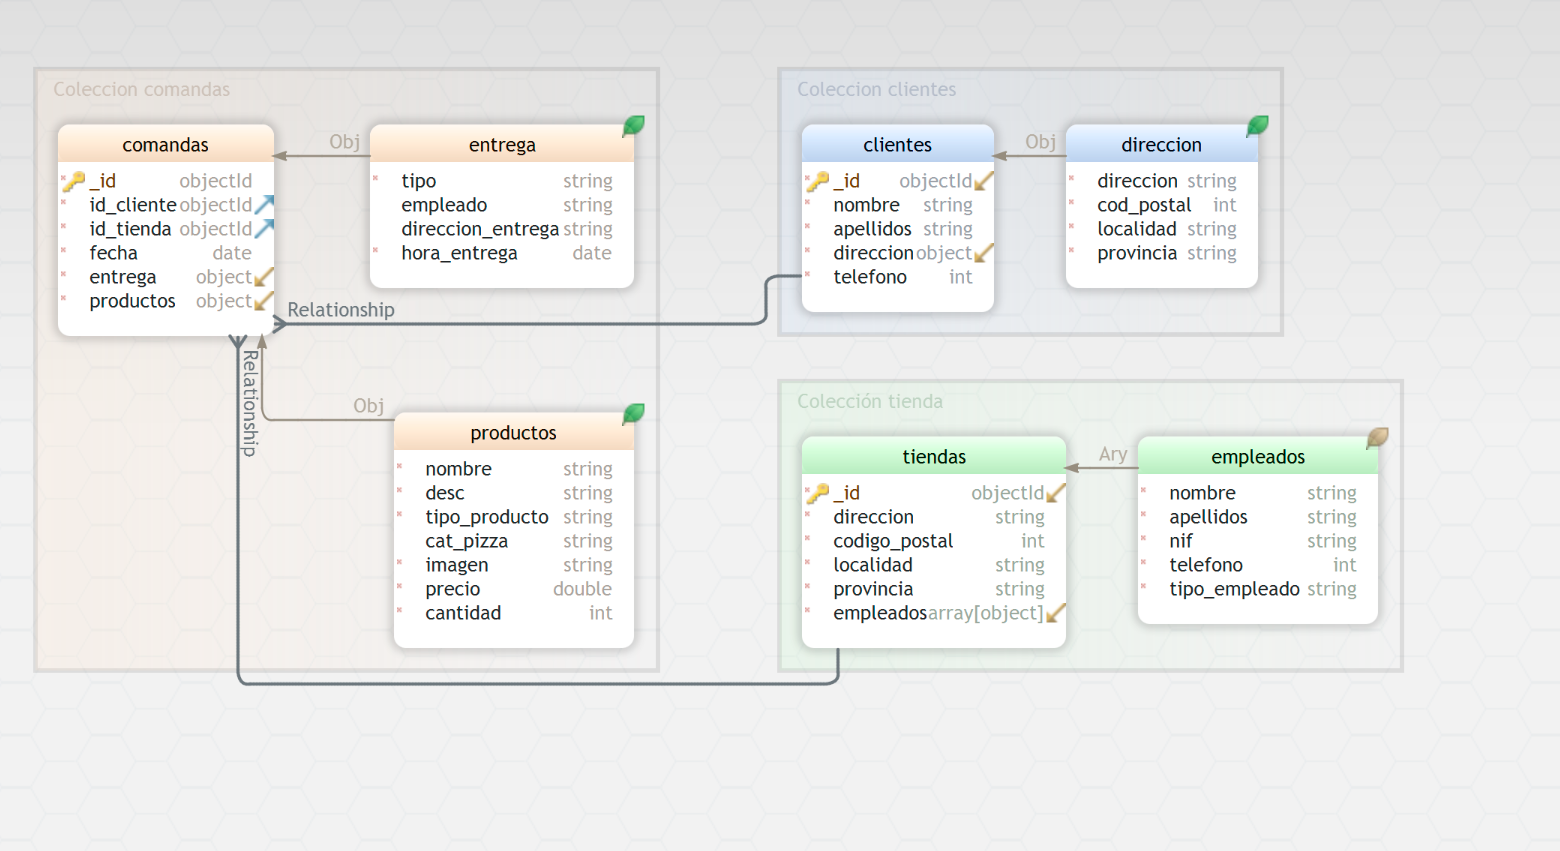 Coleccion comandas
comandas
_id objectId
id_cliente objectId
id_tienda objectId
fecha date
entrega object
productos object
Obj
entrega
tipo string
empleado string
direccion_entrega string
hora_entrega date
Relationship
Relationship
Obj
productos
nombre string
desc string
tipo_producto string
cat_pizza string
imagen string
precio double
cantidad int
Coleccion clientes
clientes
_id objectId
nombre string
apellidos string
direccion object
telefono int
Obj
direccion
direccion string
cod_postal int
localidad string
provincia string
Colección tienda
tiendas
_id objectId
direccion string
codigo_postal int
localidad string
provincia string
empleados array[object]
Ary
empleados
nombre string
apellidos string
nif string
telefono int
tipo_empleado string